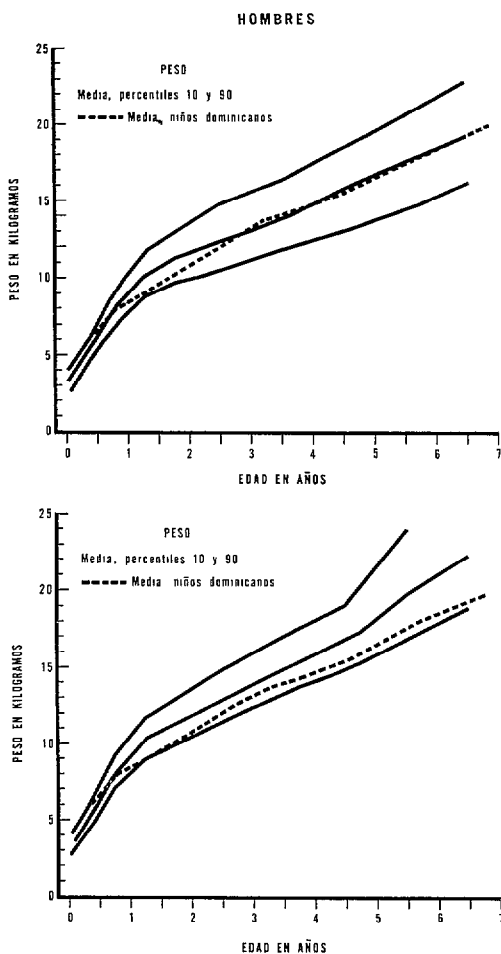 HOMBRES
PESO
Media, percentiles 10 y 90
Media, niños dominicanos
PESO EN KILOGRAMOS
25
20
15
10
5
0
0 1 2 3 4 5 6 7
EDAD EN AÑOS
PESO
Media, percentiles 10 y 90
Media niños dominicanos
PESO EN KILOGRAMOS
25
20
15
10
5
0
0 1 2 3 4 5 6 7
EDAD EN AÑOS